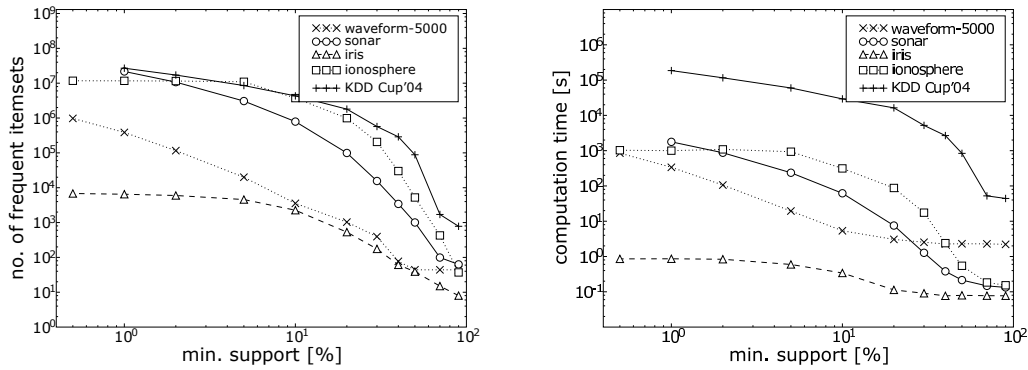 waveform-5000
sonar
iris
ionosphere
KDD Cup'04
no. of frequent itemsets
10^8
10^7
10^6
10^5
10^4
10^3
10^2
10^1
10^0
10^0
10^1
10^2
min. support [%]
waveform-5000
sonar
iris
ionosphere
KDD Cup'04
computation time [s]
10^6
10^5
10^4
10^3
10^2
10^1
10^0
10^-1
10^0
10^1
10^2
min. support [%]